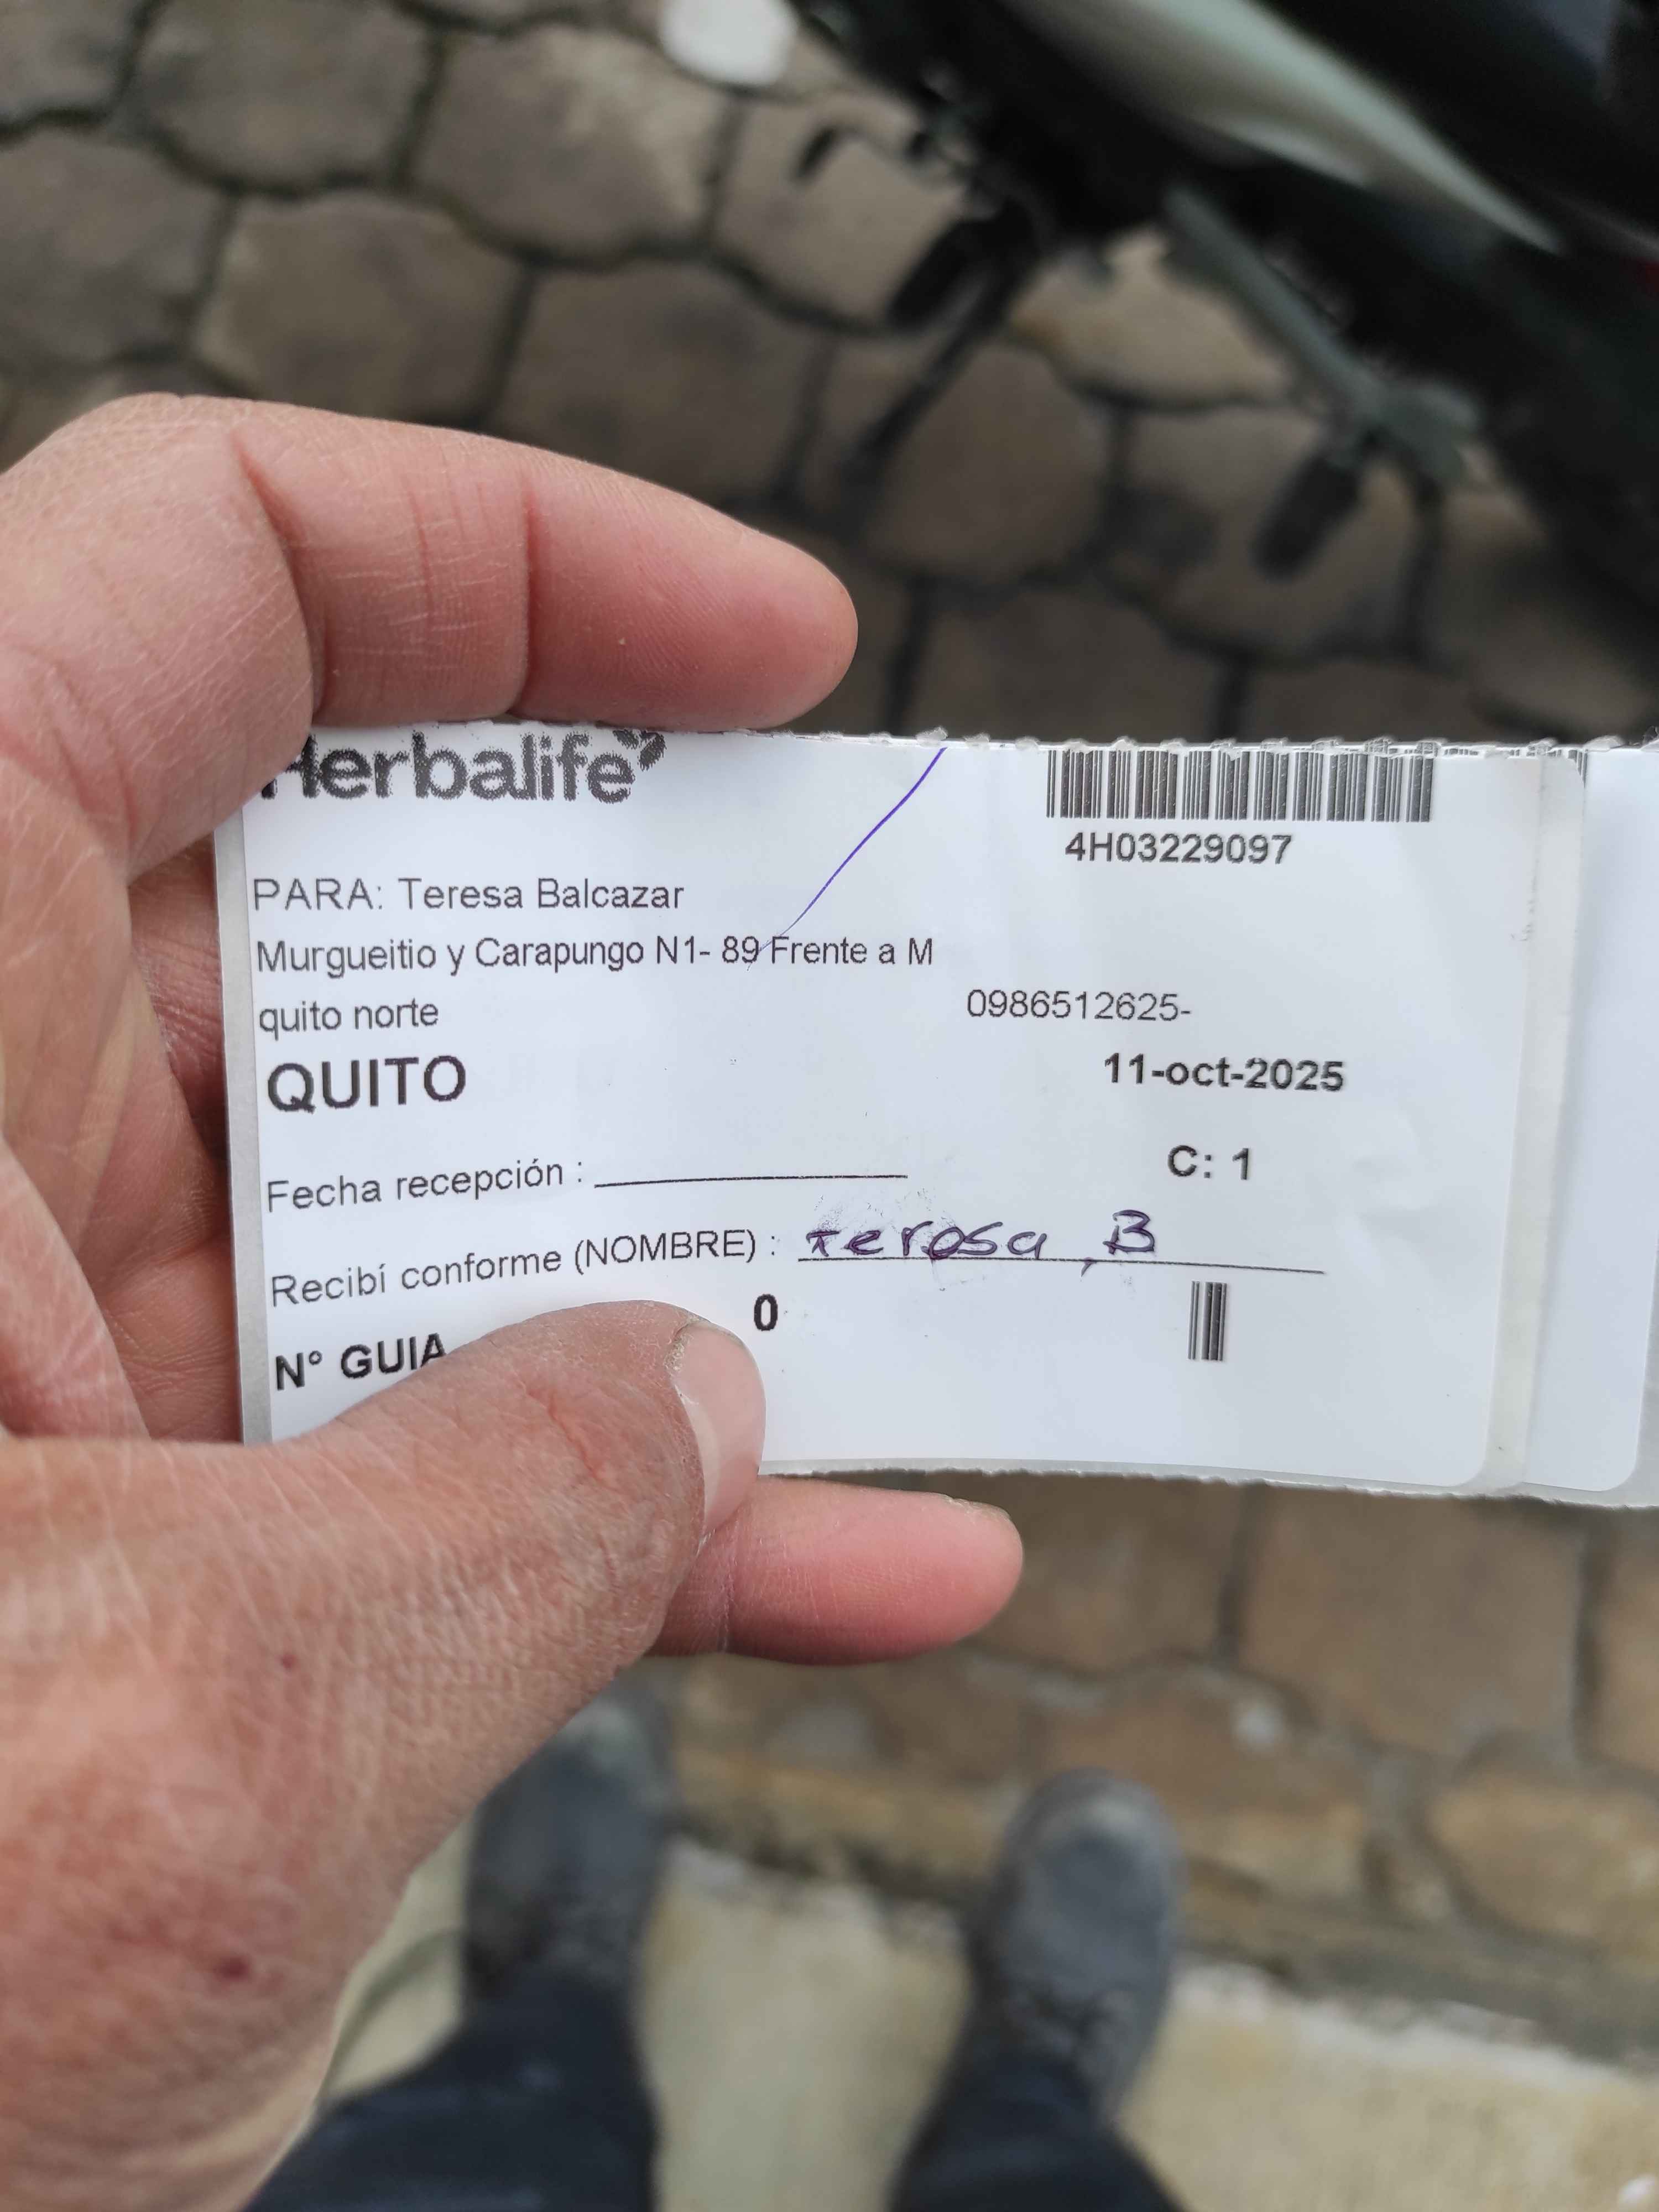 Herbalife
4H03229097
PARA: Teresa Balcazar
Murgueitio y Carapungo N1- 89 Frente a M
quito norte
0986512625-
QUITO
11-oct-2025
Fecha recepción :
C: 1
Recibí conforme (NOMBRE) : Teresa, B
N° GUIA
0